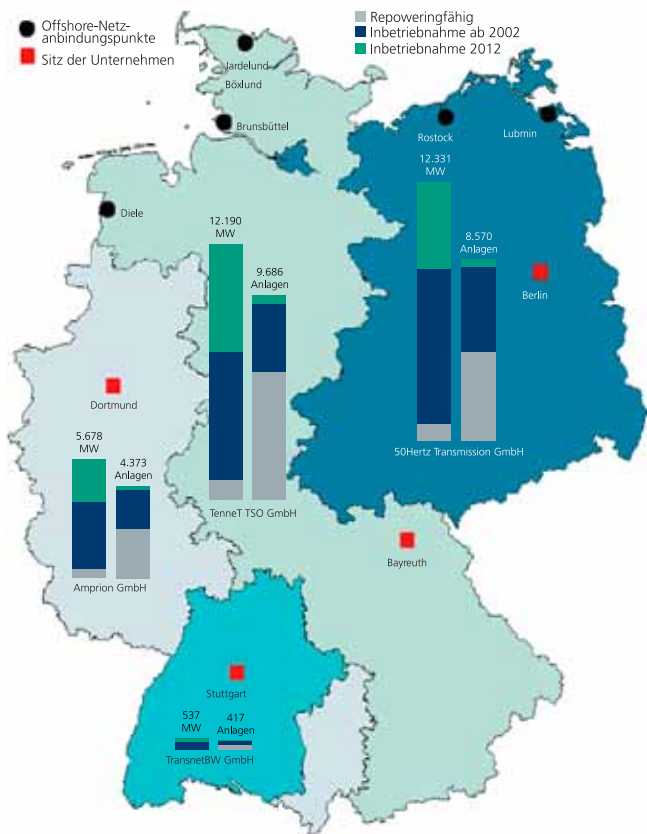 Offshore-Netz-
anbindungspunkte
Sitz der Unternehmen
Repoweringfähig
Inbetriebnahme ab 2002
Inbetriebnahme 2012
Jardelund
Böxlund
Brunsbüttel
Rostock
Lubmin
Diele
12.331
MW
8.570
Anlagen
12.190
MW
9.686
Anlagen
Berlin
Dortmund
5.678
MW
4.373
Anlagen
50Hertz Transmission GmbH
TenneT TSO GmbH
Bayreuth
Amprion GmbH
Stuttgart
537
MW
417
Anlagen
TransnetBW GmbH